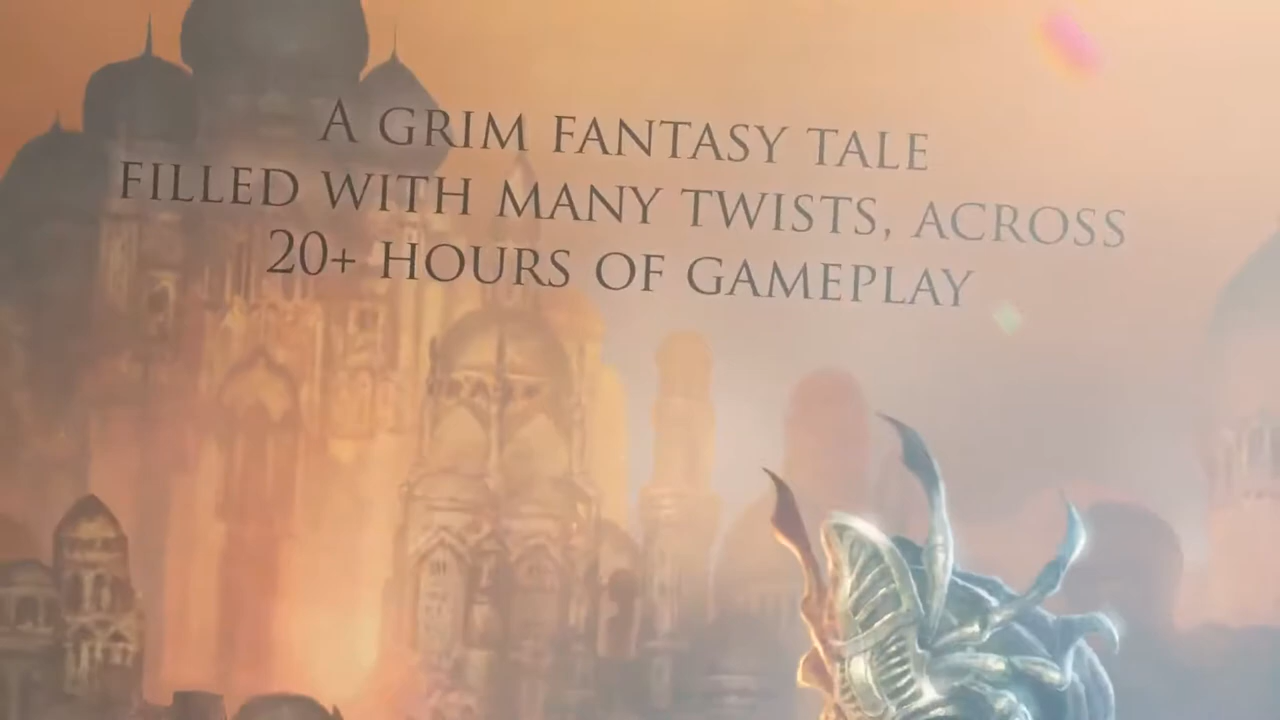 A GRIM FANTASY TALE
FILLED WITH MANY TWISTS, ACROSS
20+ HOURS OF GAMEPLAY